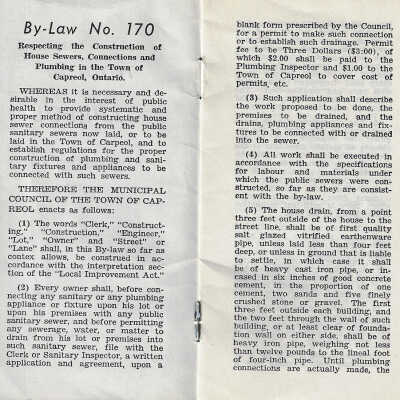 By-Law No. 170
Respecting the Construction of
House Sewers, Connections and
Plumbing in the Town of
Capreol, Ontario.
WHEREAS it is necessary and de-
sirable in the interest of public
health to provide systematic and
proper method of constructing house
sewer connections from the public
sanitary sewers now laid, or to be
laid in the Town of Carpeol, and to
establish regulations for the proper
construction of plumbing and sani-
tary fixtures and appliances to be
connected with such sewers.
THEREFORE THE MUNICIPAL
COUNCIL OF THE TOWN OF CAP-
REOL enacts as follows:
(1) The words "Clerk," "Construct-
ing," "Construction," "Engineer,"
"Lot," "Owner" and "Street" or
"Lane" shall, in this By-law so far as
contex allows, be construed in ac-
cordance with the interpretation sec-
tion of the "Local Improvement Act."
(2) Every owner shall, before con-
necting any sanitary or any plumbing
appliance or fixture upon his lot or
upon his premises with any public
sanitary sewer, and before permitting
any sewerage, water, or matter to
drain from his lot or premises into
such sanitary sewer, file with the
Clerk or Sanitary Inspector, a written
application and agreement, upon a
blank form prescribed by the Council,
for a permit to make such connection
or to establish such drainage. Permit
fee to be Three Dollars ($3:00), of
which $2.00 shall be paid to the
Plumbing Inspector and $1.00 to the
Town of Capreol to cover cost of
permits, etc.
(3) Such application shall describe
the work proposed to be done, the
premises to be drained, and the
drains, plumbing appliances and fix-
tures to be connected with or drained
into the sewer.
(4) All work shall be executed in
accordance with the specifications
for labour and materials under
which the public sewers were con-
structed, so far as they are consist-
ent with the by-law.
(5) The house drain, from a point
three feet outside of the house to the
street line, shall be of first quality
salt glazed vitrified earthenware
pipe, unless laid less than four feet
deep, or unless in ground that is liable
to settle, in which case it shall
be of heavy cast iron pipe, or in-
cased in six inches of good concrete
cement, in the proportion of one
cement, two sands and five finely
crushed stone or gravel. The first
three feet outside each building, and
the two feet through the wall of such
building, or at least clear of founda-
tion wall on either side, shall be of
heavy iron pipe, weighing not less
than twelve pounds to the lineal foot
of four-inch pipe. Until plumbing
connections are actually made, the